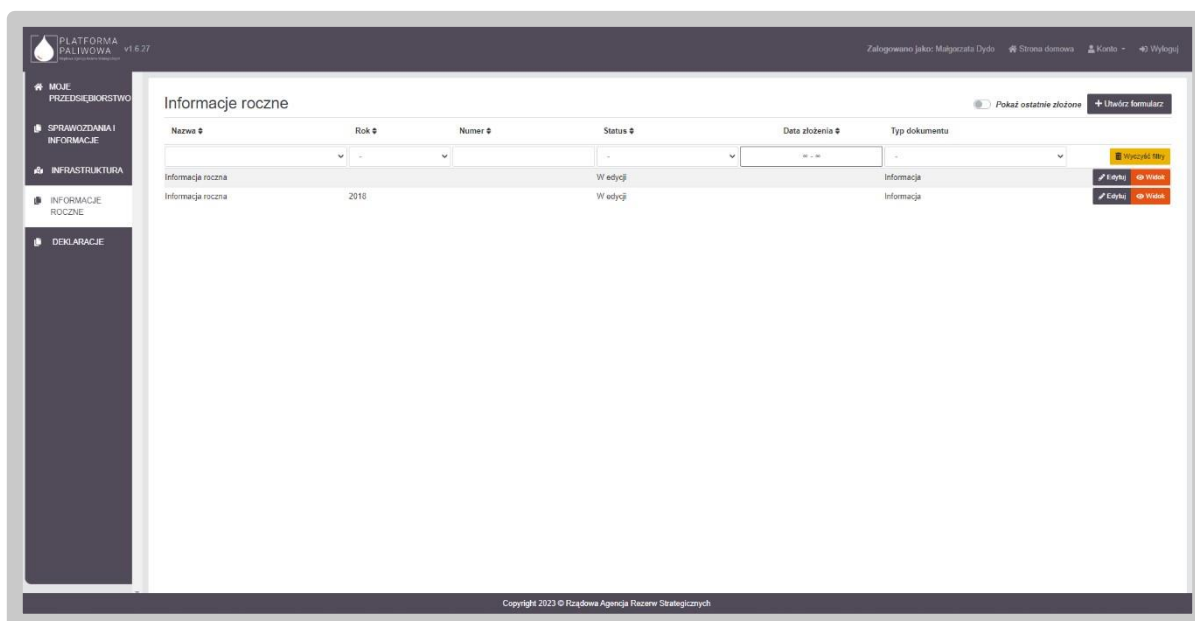 PLATFORMA
PALIWOWA v1.6.27
Zalogowano jako: Małgorzata Dydo Strona domowa Konto Wyloguj
MOJE
PRZEDSIĘBIORSTWO
SPRAWOZDANIA I
INFORMACJE
INFRASTRUKTURA
INFORMACJE
ROCZNE
DEKLARACJE
Informacje roczne
Pokaż ostatnie złożone + Utwórz formularz
Nazwa Rok Numer Status Data złożenia Typ dokumentu
- - - Wyczyść filtry
Informacja roczna W edycji Informacja Edytuj Widok
Informacja roczna 2018 W edycji Informacja Edytuj Widok
Copyright 2023 © Rządowa Agencja Rezerw Strategicznych